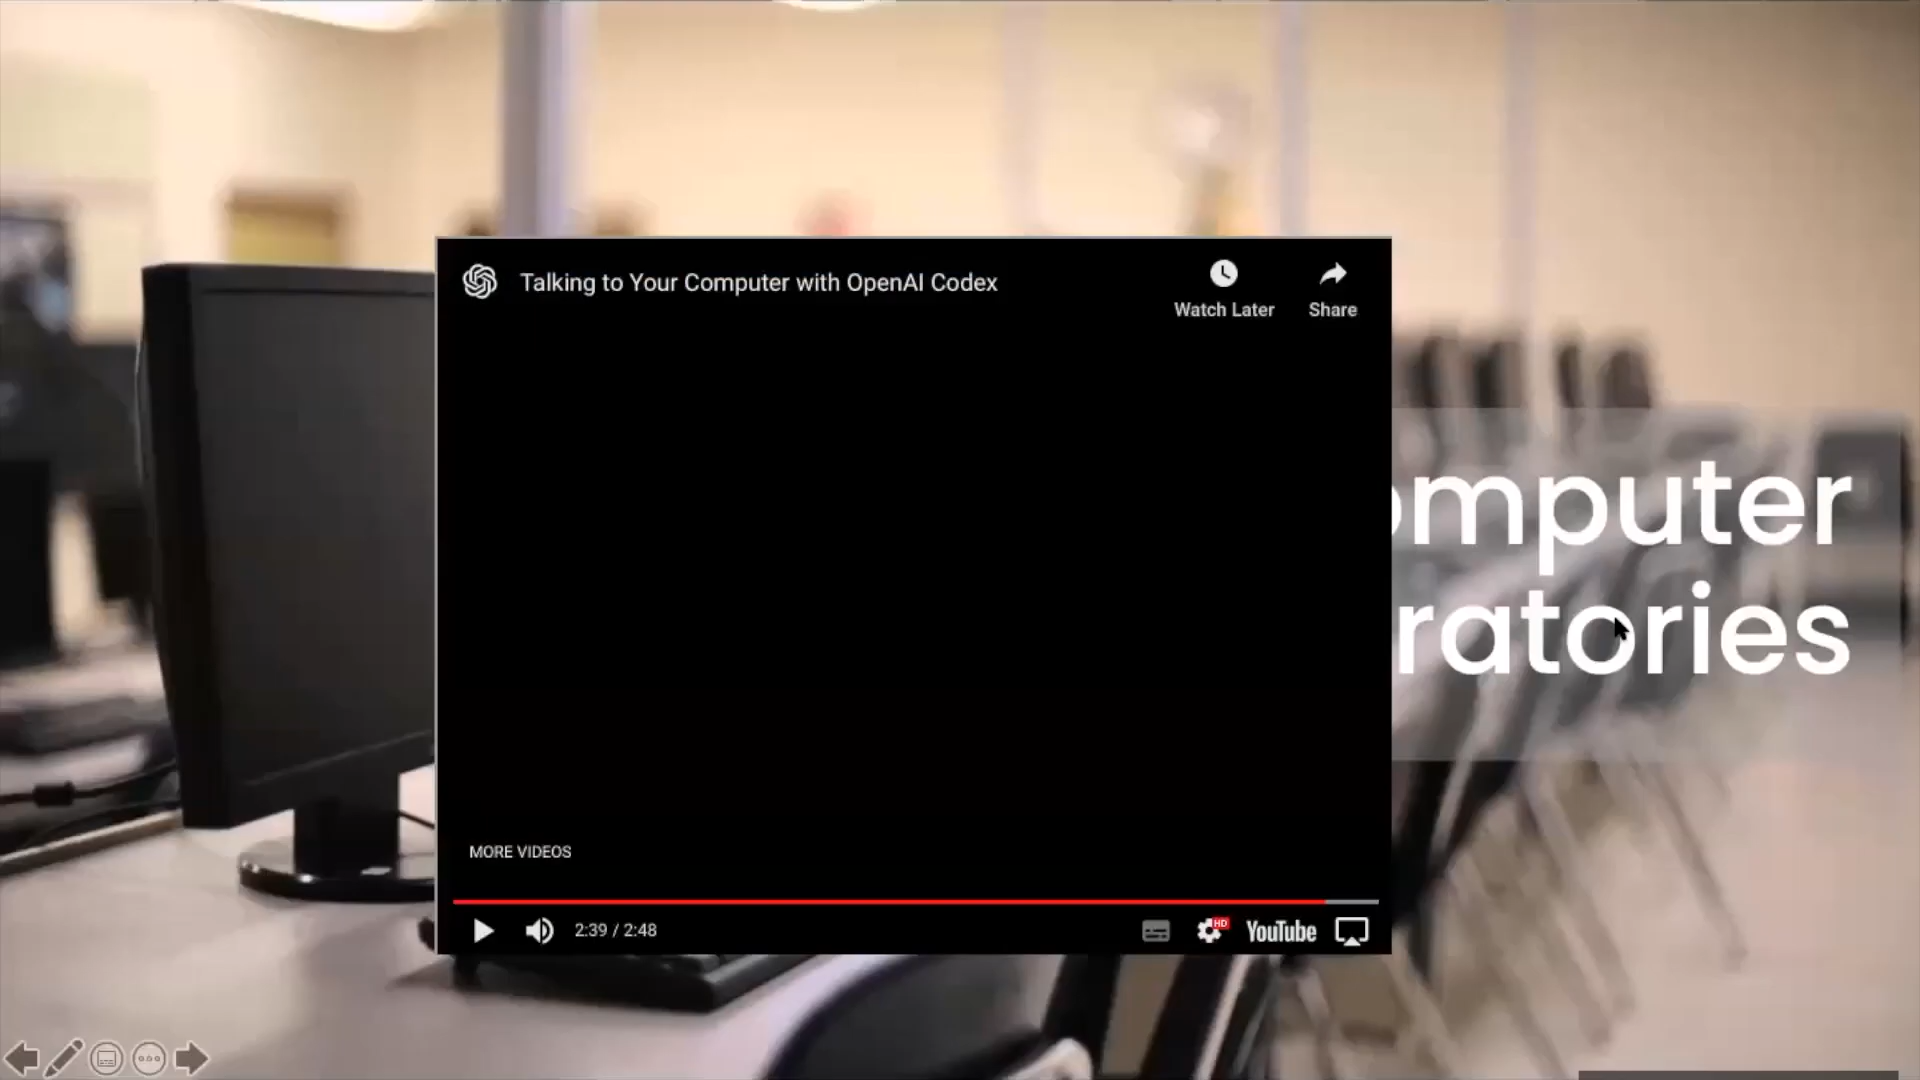 Talking to Your Computer with OpenAI Codex
Watch Later
Share
omputer
ratories
MORE VIDEOS
2:39 / 2:48
HD
YouTube